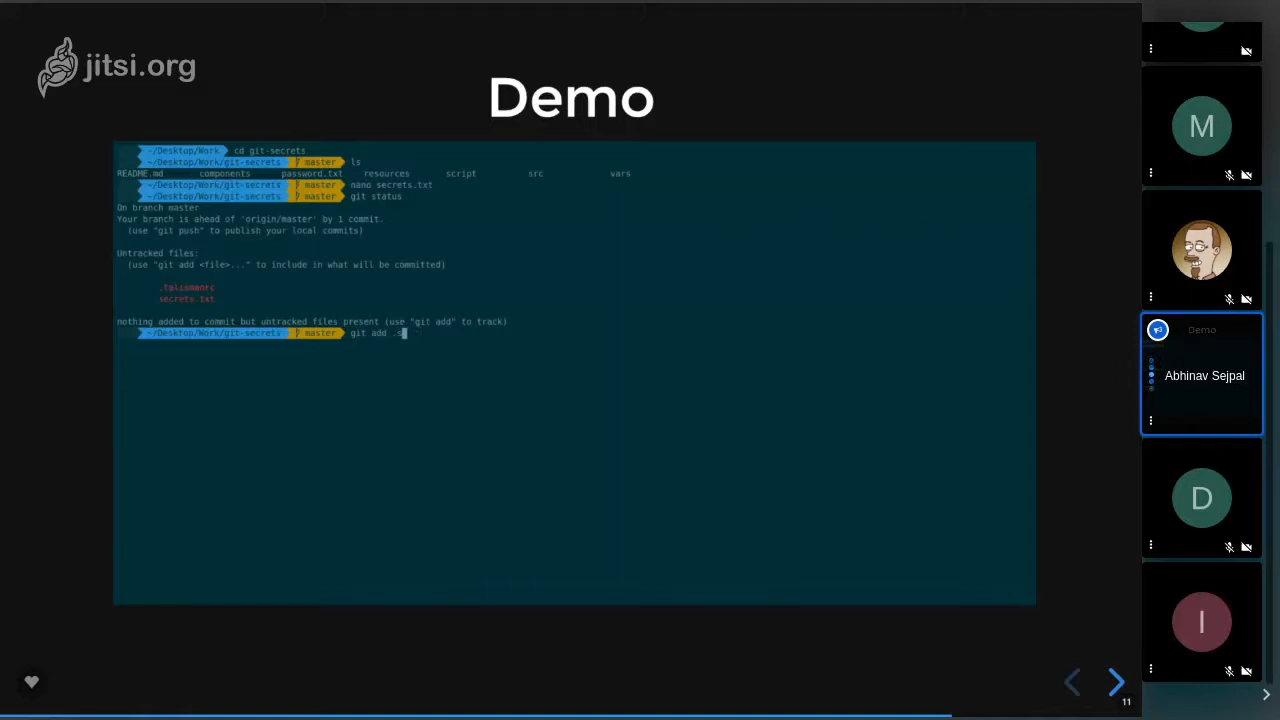 jitsi.org
Demo
~/Desktop/Work cd git-secrets
~/Desktop/Work/git-secrets master ls
README.md components password.txt resources script src vars
~/Desktop/Work/git-secrets master nano secrets.txt
~/Desktop/Work/git-secrets master git status
On branch master
Your branch is ahead of 'origin/master' by 1 commit.
(use "git push" to publish your local commits)
Untracked files:
(use "git add <file>..." to include in what will be committed)
.talismanrc
secrets.txt
nothing added to commit but untracked files present (use "git add" to track)
~/Desktop/Work/git-secrets master git add .s
M
Demo
Abhinav Sejpal
D
I
11